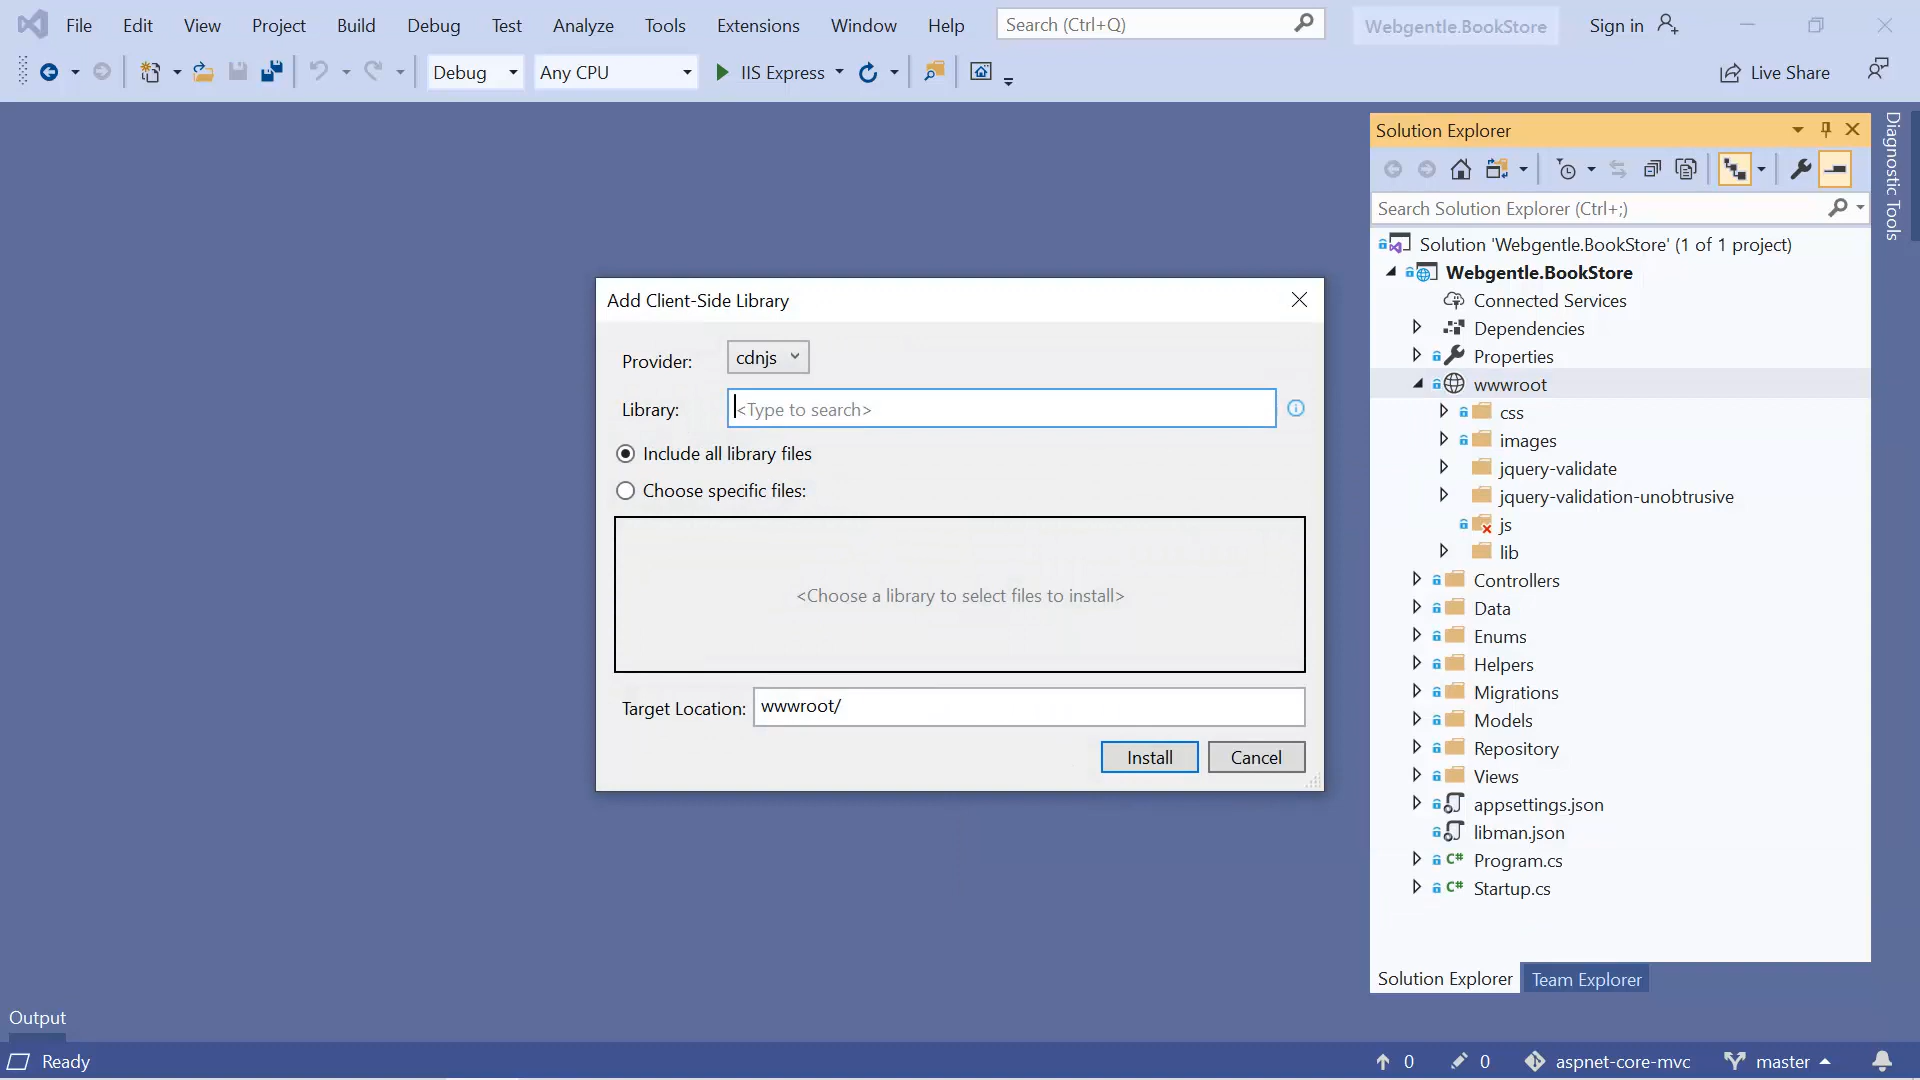 File Edit View Project Build Debug Test Analyze Tools Extensions Window Help Search (Ctrl+Q) Webgentle.BookStore Sign in
Debug Any CPU IIS Express Live Share
Solution Explorer
Diagnostic Tools
Search Solution Explorer (Ctrl+;)
Solution 'Webgentle.BookStore' (1 of 1 project)
Webgentle.BookStore
Connected Services
Dependencies
Properties
wwwroot
css
images
jquery-validate
jquery-validation-unobtrusive
js
lib
Controllers
Data
Enums
Helpers
Migrations
Models
Repository
Views
appsettings.json
libman.json
C# Program.cs
C# Startup.cs
Solution Explorer Team Explorer
Add Client-Side Library
Provider: cdnjs
Library: <Type to search>
Include all library files
Choose specific files:
<Choose a library to select files to install>
Target Location: wwwroot/
Install Cancel
Output
Ready 0 0 aspnet-core-mvc master